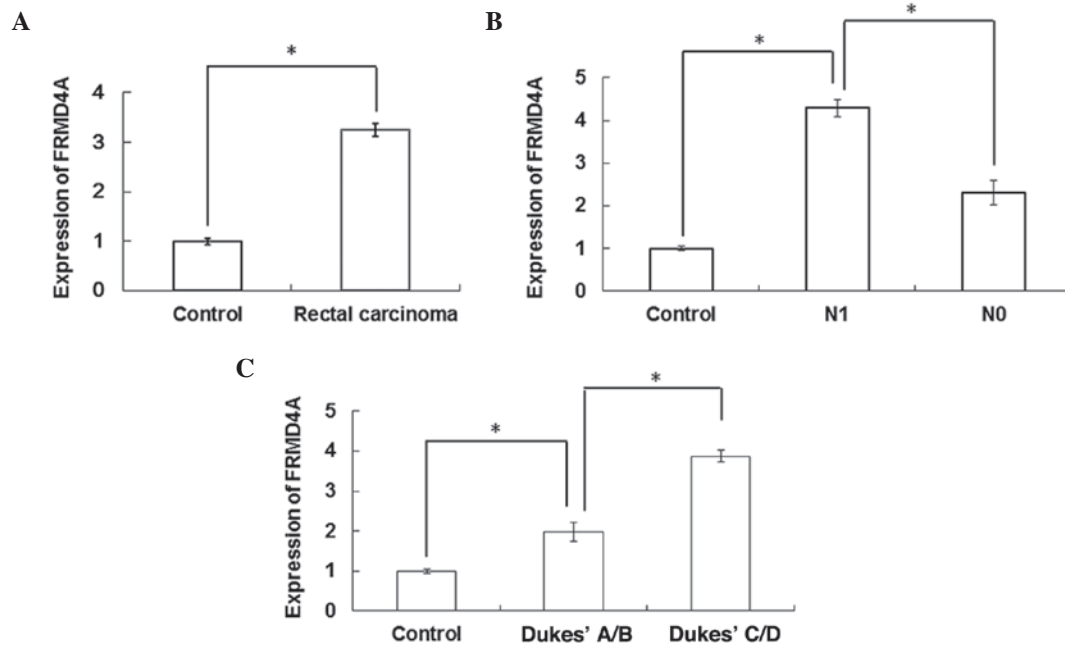 A
Expression of FRMD4A
4
3
2
1
0
*
Control
Rectal carcinoma
B
Expression of FRMD4A
5
4
3
2
1
0
*
*
Control
N1
N0
C
Expression of FRMD4A
5
4
3
2
1
0
*
*
Control
Dukes’ A/B
Dukes’ C/D